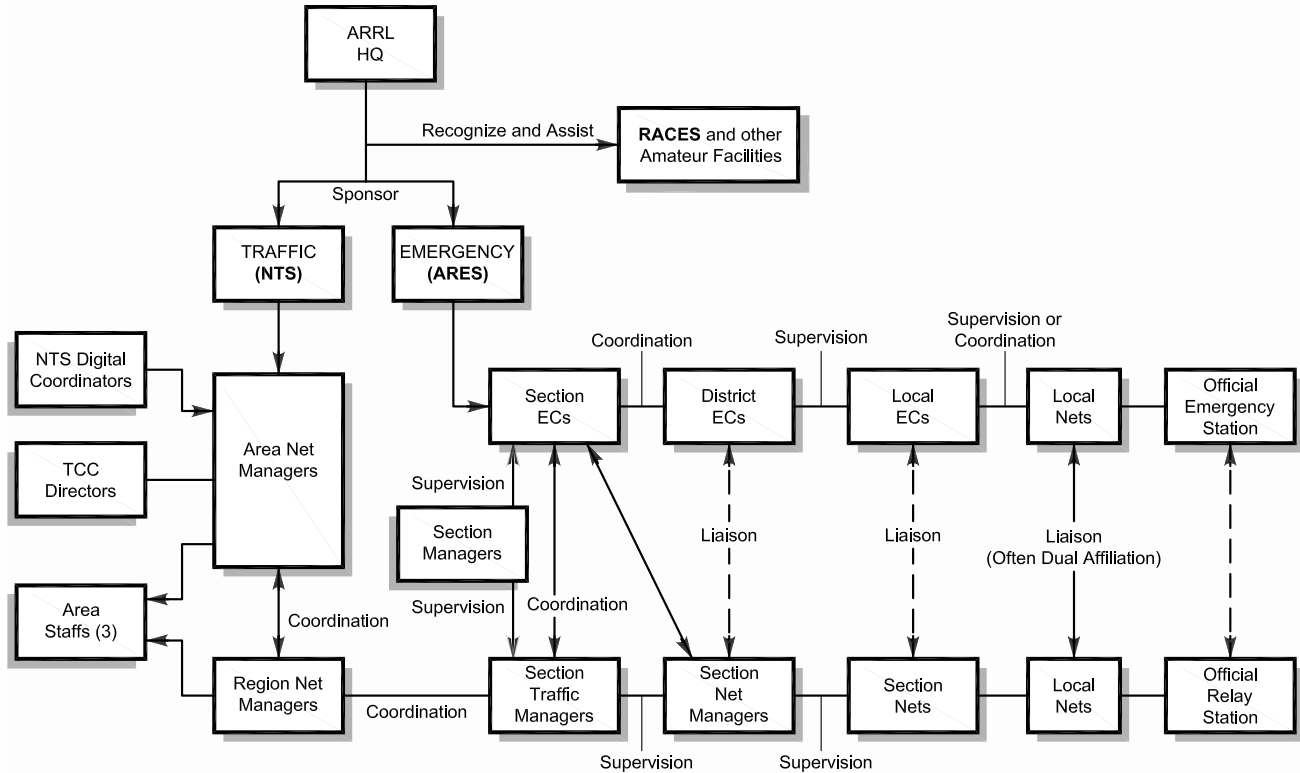 ARRL
HQ
Recognize and Assist
RACES and other
Amateur Facilities
Sponsor
TRAFFIC
(NTS)
EMERGENCY
(ARES)
NTS Digital
Coordinators
TCC
Directors
Area
Staffs (3)
Area Net
Managers
Coordination
Region Net
Managers
Coordination
Section
ECs
Coordination
District
ECs
Supervision
Local
ECs
Supervision or
Coordination
Local
Nets
Official
Emergency
Station
Supervision
Section
Managers
Supervision
Coordination
Liaison
Liaison
Liaison
(Often Dual Affiliation)
Section
Traffic
Managers
Supervision
Section
Net
Managers
Supervision
Section
Nets
Local
Nets
Official
Relay
Station